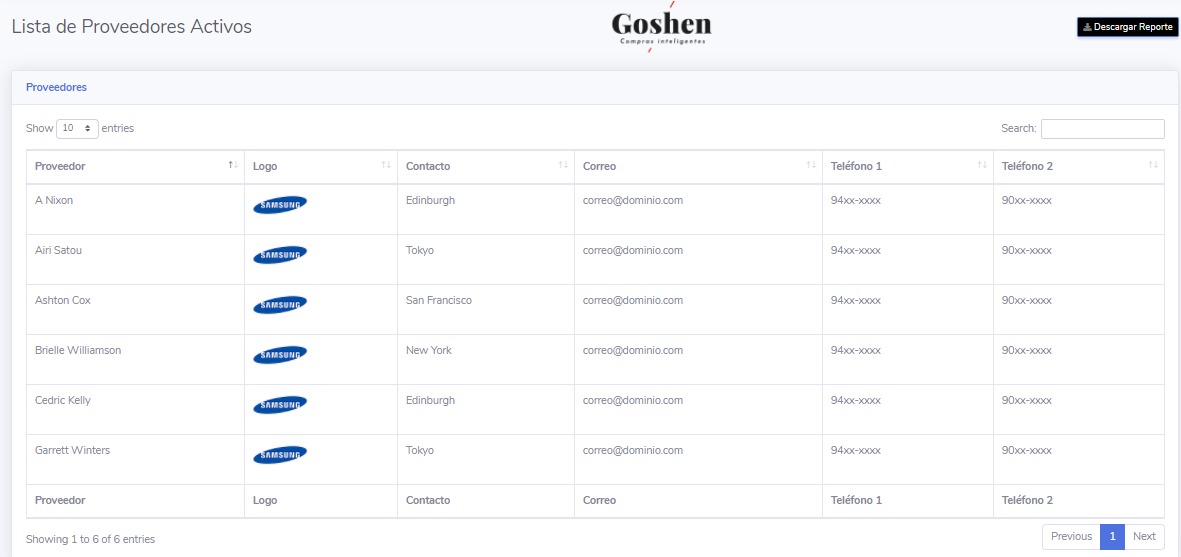 Lista de Proveedores Activos
Goshen
Compras inteligentes
Descargar Reporte
Proveedores
Show 10 entries
Search:
Proveedor Logo Contacto Correo Teléfono 1 Teléfono 2
A Nixon SAMSUNG Edinburgh correo@dominio.com 94xx-xxxx 90xx-xxxx
Airi Satou SAMSUNG Tokyo correo@dominio.com 94xx-xxxx 90xx-xxxx
Ashton Cox SAMSUNG San Francisco correo@dominio.com 94xx-xxxx 90xx-xxxx
Brielle Williamson SAMSUNG New York correo@dominio.com 94xx-xxxx 90xx-xxxx
Cedric Kelly SAMSUNG Edinburgh correo@dominio.com 94xx-xxxx 90xx-xxxx
Garrett Winters SAMSUNG Tokyo correo@dominio.com 94xx-xxxx 90xx-xxxx
Proveedor Logo Contacto Correo Teléfono 1 Teléfono 2
Showing 1 to 6 of 6 entries
Previous 1 Next